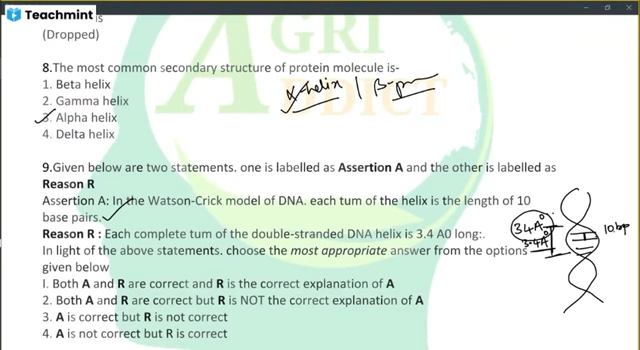 Teachmint
is
(Dropped)
AGRI
ADDICT
8.The most common secondary structure of protein molecule is-
1. Beta helix
2. Gamma helix
3. Alpha helix
4. Delta helix
α-helix | β-
9.Given below are two statements. one is labelled as Assertion A and the other is labelled as
Reason R
Assertion A: In the Watson-Crick model of DNA. each tum of the helix is the length of 10
base pairs.
Reason R : Each complete tum of the double-stranded DNA helix is 3.4 A0 long:.
In light of the above statements. choose the most appropriate answer from the options
given below
I. Both A and R are correct and R is the correct explanation of A
2. Both A and R are correct but R is NOT the correct explanation of A
3. A is correct but R is not correct
4. A is not correct but R is correct
34A°
3.4A°
10bp